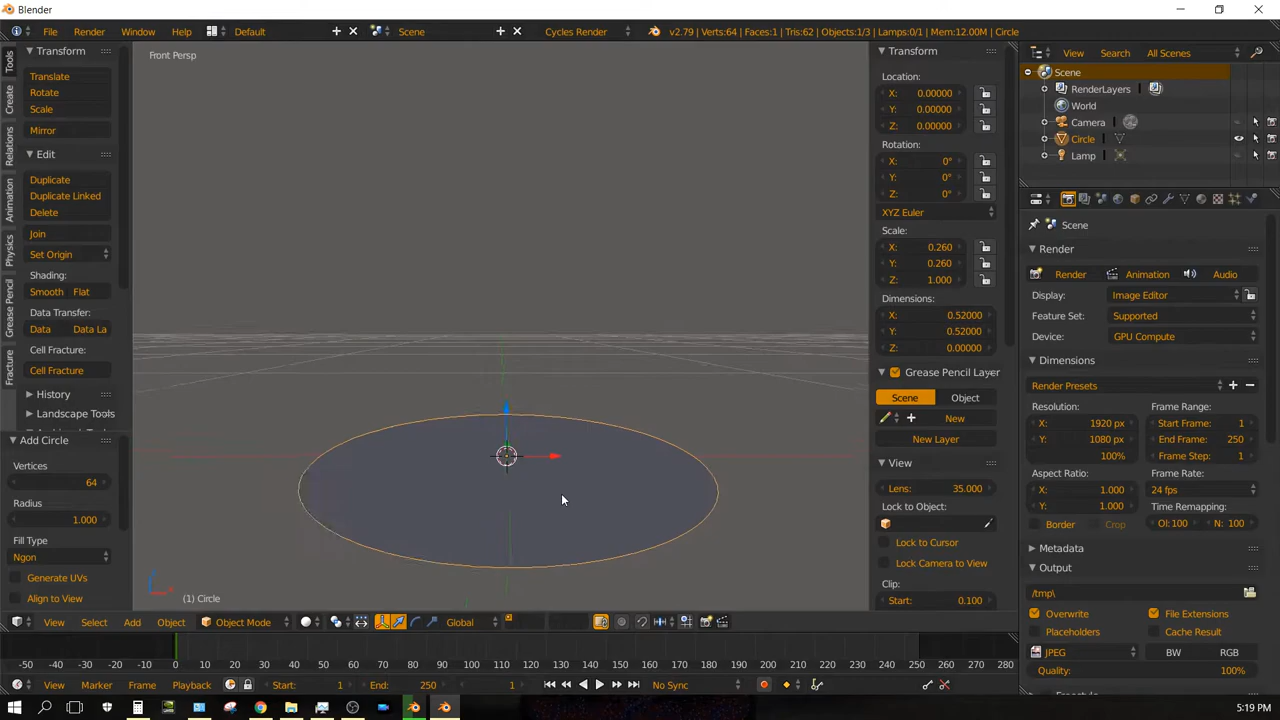 Blender
File Render Window Help Default Scene Cycles Render v2.79 | Verts:64 | Faces:1 | Tris:62 | Objects:1/3 | Lamps:0/1 | Mem:12.00M | Circle
Tools
Create
Relations
Animation
Physics
Grease Pencil
Fracture
Transform
Translate
Rotate
Scale
Mirror
Edit
Duplicate
Duplicate Linked
Delete
Join
Set Origin
Shading:
Smooth Flat
Data Transfer:
Data Data La
Cell Fracture:
Cell Fracture
History
Landscape Tools
Add Circle
Vertices
64
Radius
1.000
Fill Type
Ngon
Generate UVs
Align to View
Front Persp
(1) Circle
Transform
Location:
X: 0.00000
Y: 0.00000
Z: 0.00000
Rotation:
X: 0°
Y: 0°
Z: 0°
XYZ Euler
Scale:
X: 0.260
Y: 0.260
Z: 1.000
Dimensions:
X: 0.52000
Y: 0.52000
Z: 0.00000
Grease Pencil Layer
Scene Object
New
New Layer
View
Lens: 35.000
Lock to Object:
Lock to Cursor
Lock Camera to View
Clip:
Start: 0.100
View Search All Scenes
Scene
RenderLayers
World
Camera
Circle
Lamp
Scene
Render
Render Animation Audio
Display: Image Editor
Feature Set: Supported
Device: GPU Compute
Dimensions
Render Presets
Resolution: Frame Range:
X: 1920 px Start Frame: 1
Y: 1080 px End Frame: 250
100% Frame Step: 1
Aspect Ratio: Frame Rate:
X: 1.000 24 fps
Y: 1.000 Time Remapping:
Border Crop Ol:100 N: 100
Metadata
Output
/tmp\
Overwrite File Extensions
Placeholders Cache Result
JPEG BW RGB
Quality: 100%
View Select Add Object Object Mode Global
-50 -40 -30 -20 -10 0 10 20 30 40 50 60 70 80 90 100 110 120 130 140 150 160 170 180 190 200 210 220 230 240 250 260 270 280
View Marker Frame Playback Start: 1 End: 250 1 No Sync
5:19 PM